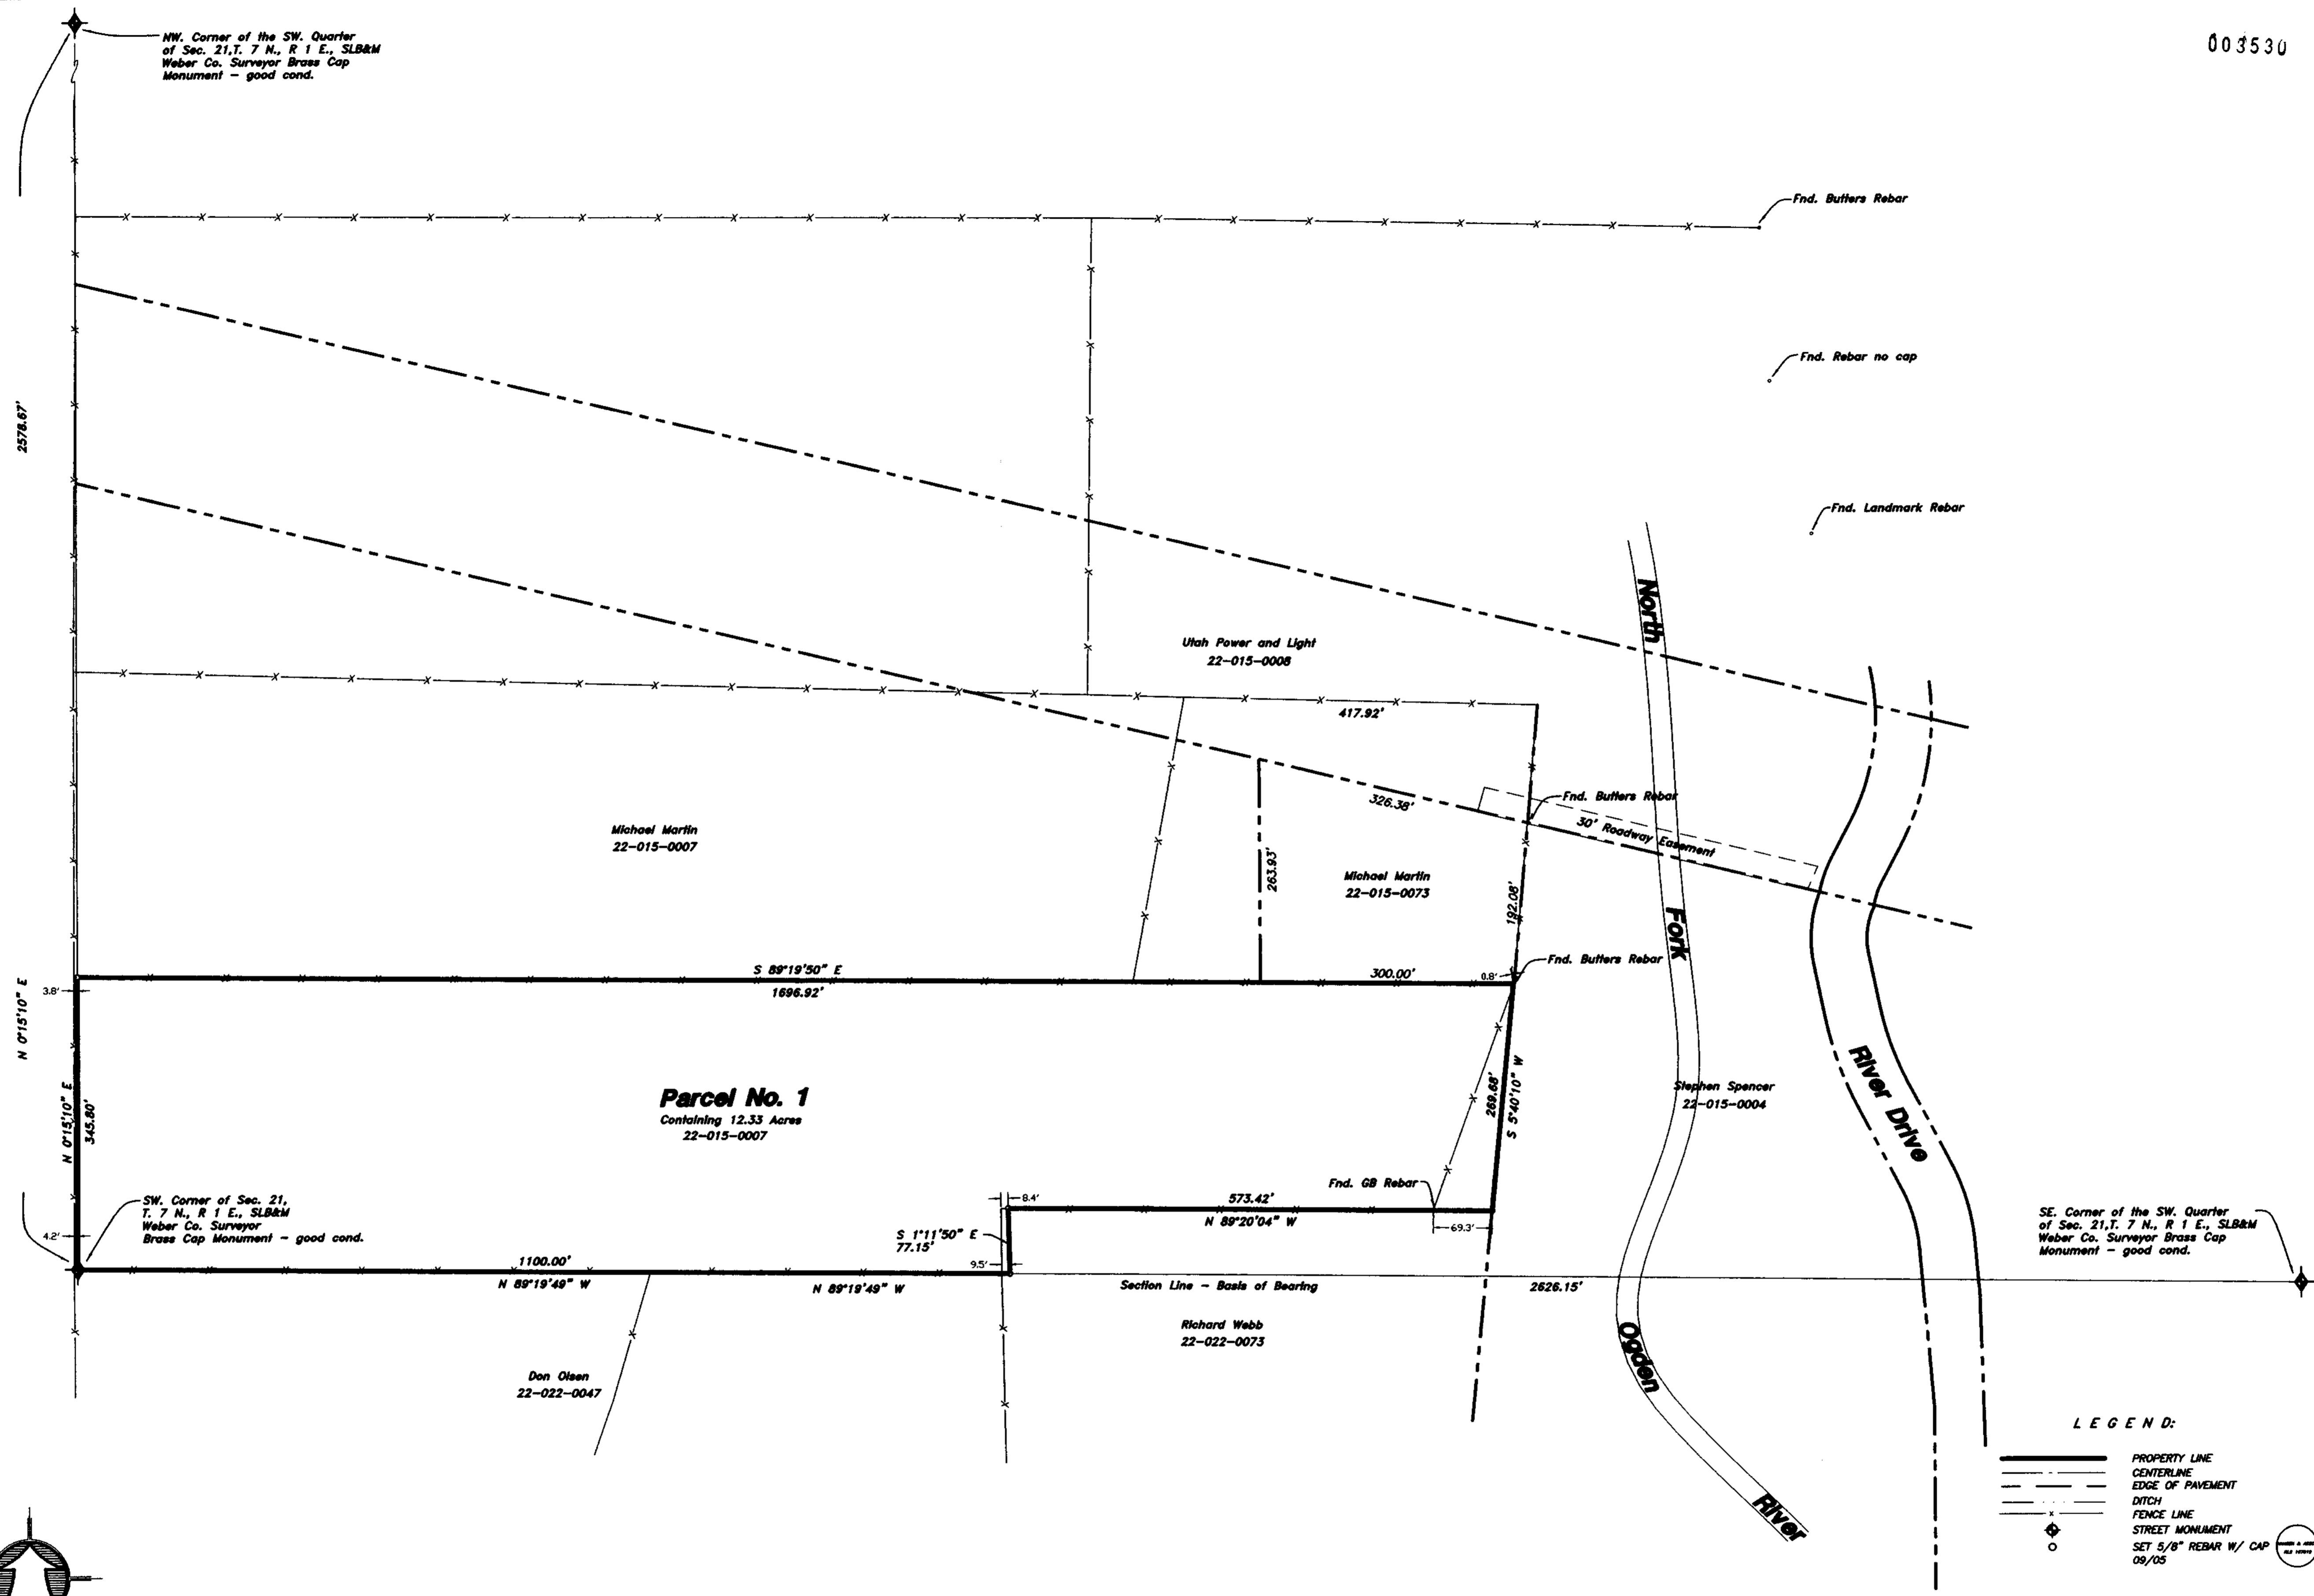 003530
NW. Corner of the SW. Quarter
of Sec. 21,T. 7 N., R 1 E., SLB&M
Weber Co. Surveyor Brass Cap
Monument - good cond.
Fnd. Butters Rebar
Fnd. Rebar no cap
2578.67'
Fnd. Landmark Rebar
North
Utah Power and Light
22-015-0008
417.92'
326.38'
Fnd. Butters Rebar
30' Roadway Easement
Michael Martin
22-015-0007
263.93'
Michael Martin
22-015-0073
192.08'
Fork
Fnd. Butters Rebar
S 89°19'50" E
1696.92'
300.00'
0.8'
3.8'
N 0°15'10" E
N 0°15'10" E
345.80'
Parcel No. 1
Containing 12.33 Acres
22-015-0007
269.68'
S 5°40'10" W
Stephen Spencer
22-015-0004
River Drive
Fnd. GB Rebar
SW. Corner of Sec. 21,
T. 7 N., R 1 E., SLB&M
Weber Co. Surveyor
Brass Cap Monument - good cond.
4.2'
8.4'
573.42'
N 89°20'04" W
69.3'
S 1°11'50" E
77.15'
9.5'
SE. Corner of the SW. Quarter
of Sec. 21,T. 7 N., R 1 E., SLB&M
Weber Co. Surveyor Brass Cap
Monument - good cond.
1100.00'
N 89°19'49" W
N 89°19'49" W
Section Line - Basis of Bearing
2626.15'
Richard Webb
22-022-0073
Ogden
Don Olsen
22-022-0047
River
LEGEND:
PROPERTY LINE
CENTERLINE
EDGE OF PAVEMENT
DITCH
FENCE LINE
STREET MONUMENT
SET 5/8" REBAR W/ CAP
09/05